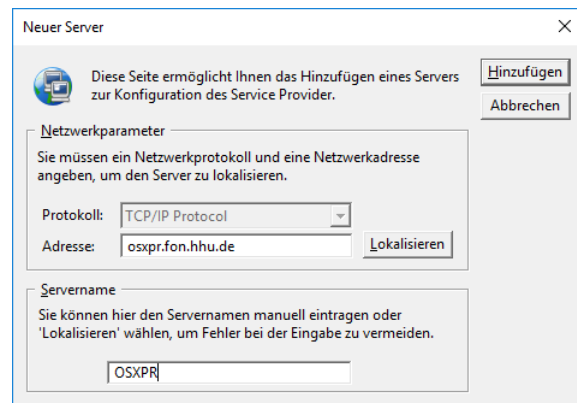 Neuer Server
Diese Seite ermöglicht Ihnen das Hinzufügen eines Servers
zur Konfiguration des Service Provider.
Hinzufügen
Abbrechen
Netzwerkparameter
Sie müssen ein Netzwerkprotokoll und eine Netzwerkadresse
angeben, um den Server zu lokalisieren.
Protokoll: TCP/IP Protocol
Adresse: osxpr.fon.hhu.de Lokalisieren
Servername
Sie können hier den Servernamen manuell eintragen oder
'Lokalisieren' wählen, um Fehler bei der Eingabe zu vermeiden.
OSXPR